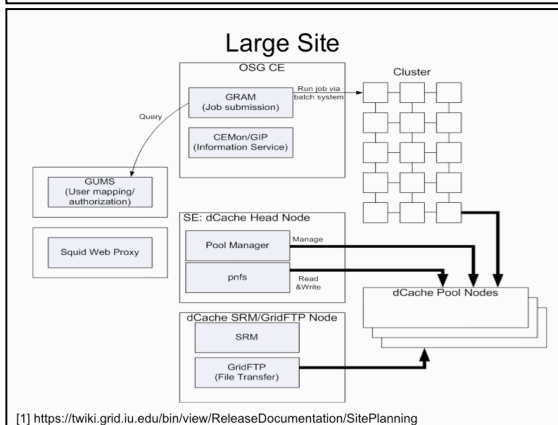 Large Site
OSG CE
GRAM
(Job submission)
CEMon/GIP
(Information Service)
Run job via
batch system
Cluster
Query
GUMS
(User mapping/
authorization)
Squid Web Proxy
SE: dCache Head Node
Pool Manager
pnfs
Manage
Read
&Write
dCache Pool Nodes
dCache SRM/GridFTP Node
SRM
GridFTP
(File Transfer)
[1] https://twiki.grid.iu.edu/bin/view/ReleaseDocumentation/SitePlanning